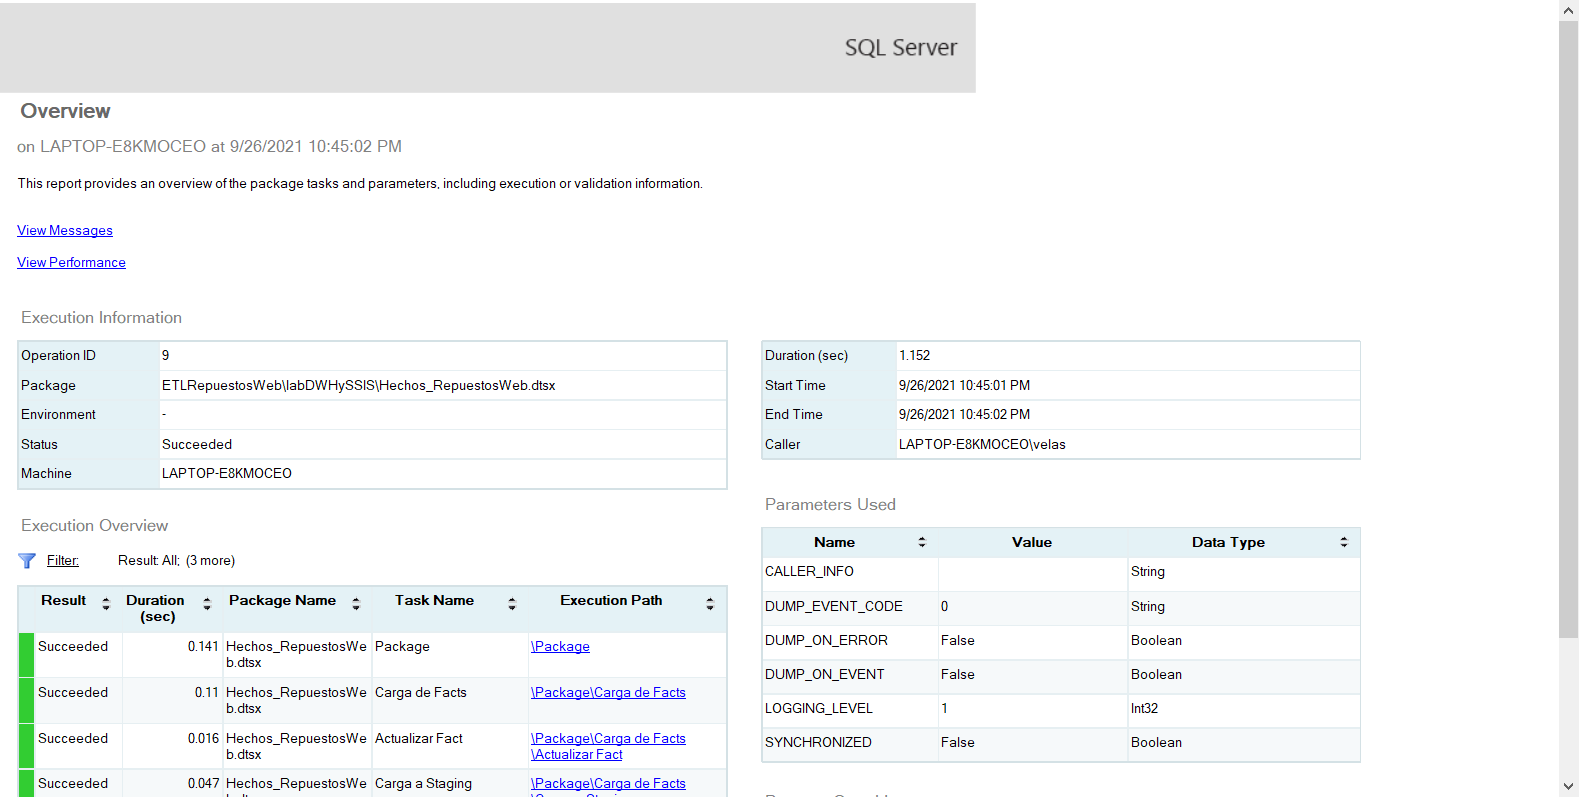 SQL Server
Overview
on LAPTOP-E8KMOCEO at 9/26/2021 10:45:02 PM
This report provides an overview of the package tasks and parameters, including execution or validation information.
View Messages
View Performance
Execution Information
Operation ID 9
Package ETLRepuestosWeb\labDWHySSIS\Hechos_RepuestosWeb.dtsx
Environment -
Status Succeeded
Machine LAPTOP-E8KMOCEO
Duration (sec) 1.152
Start Time 9/26/2021 10:45:01 PM
End Time 9/26/2021 10:45:02 PM
Caller LAPTOP-E8KMOCEO\velas
Execution Overview
Filter: Result: All; (3 more)
Result Duration Package Name Task Name Execution Path
(sec)
Succeeded 0.141 Hechos_RepuestosWe Package \Package
b.dtsx
Succeeded 0.11 Hechos_RepuestosWe Carga de Facts \Package\Carga de Facts
b.dtsx
Succeeded 0.016 Hechos_RepuestosWe Actualizar Fact \Package\Carga de Facts
b.dtsx \Actualizar Fact
Succeeded 0.047 Hechos_RepuestosWe Carga a Staging \Package\Carga de Facts
Parameters Used
Name Value Data Type
CALLER_INFO String
DUMP_EVENT_CODE 0 String
DUMP_ON_ERROR False Boolean
DUMP_ON_EVENT False Boolean
LOGGING_LEVEL 1 Int32
SYNCHRONIZED False Boolean